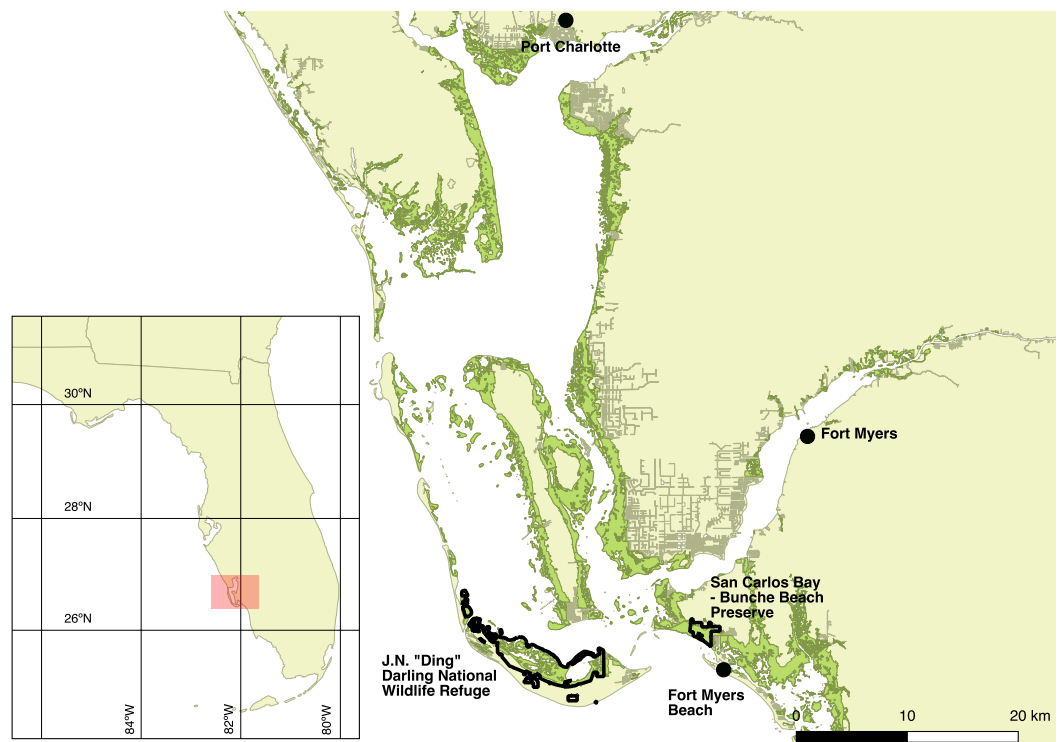 Port Charlotte
30°N
28°N
26°N
84°W
82°W
80°W
Fort Myers
San Carlos Bay
- Bunche Beach
Preserve
J.N. "Ding"
Darling National
Wildlife Refuge
Fort Myers
Beach
0 10 20 km